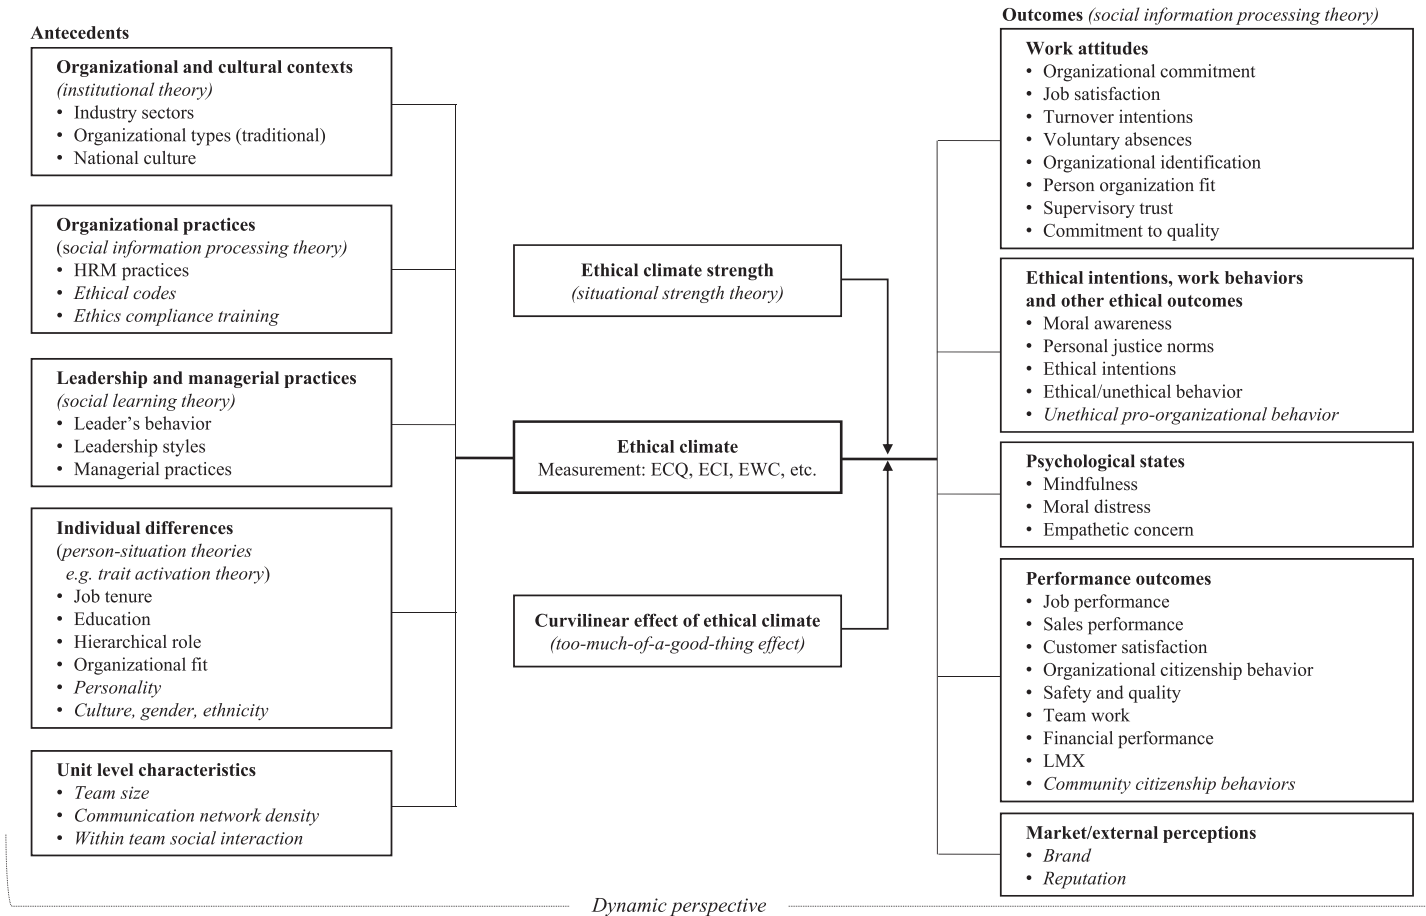 Antecedents
Organizational and cultural contexts
(institutional theory)
• Industry sectors
• Organizational types (traditional)
• National culture
Organizational practices
(social information processing theory)
• HRM practices
• Ethical codes
• Ethics compliance training
Leadership and managerial practices
(social learning theory)
• Leader’s behavior
• Leadership styles
• Managerial practices
Individual differences
(person-situation theories
e.g. trait activation theory)
• Job tenure
• Education
• Hierarchical role
• Organizational fit
• Personality
• Culture, gender, ethnicity
Unit level characteristics
• Team size
• Communication network density
• Within team social interaction
Ethical climate strength
(situational strength theory)
Ethical climate
Measurement: ECQ, ECI, EWC, etc.
Curvilinear effect of ethical climate
(too-much-of-a-good-thing effect)
Outcomes (social information processing theory)
Work attitudes
• Organizational commitment
• Job satisfaction
• Turnover intentions
• Voluntary absences
• Organizational identification
• Person organization fit
• Supervisory trust
• Commitment to quality
Ethical intentions, work behaviors
and other ethical outcomes
• Moral awareness
• Personal justice norms
• Ethical intentions
• Ethical/unethical behavior
• Unethical pro-organizational behavior
Psychological states
• Mindfulness
• Moral distress
• Empathetic concern
Performance outcomes
• Job performance
• Sales performance
• Customer satisfaction
• Organizational citizenship behavior
• Safety and quality
• Team work
• Financial performance
• LMX
• Community citizenship behaviors
Market/external perceptions
• Brand
• Reputation
Dynamic perspective